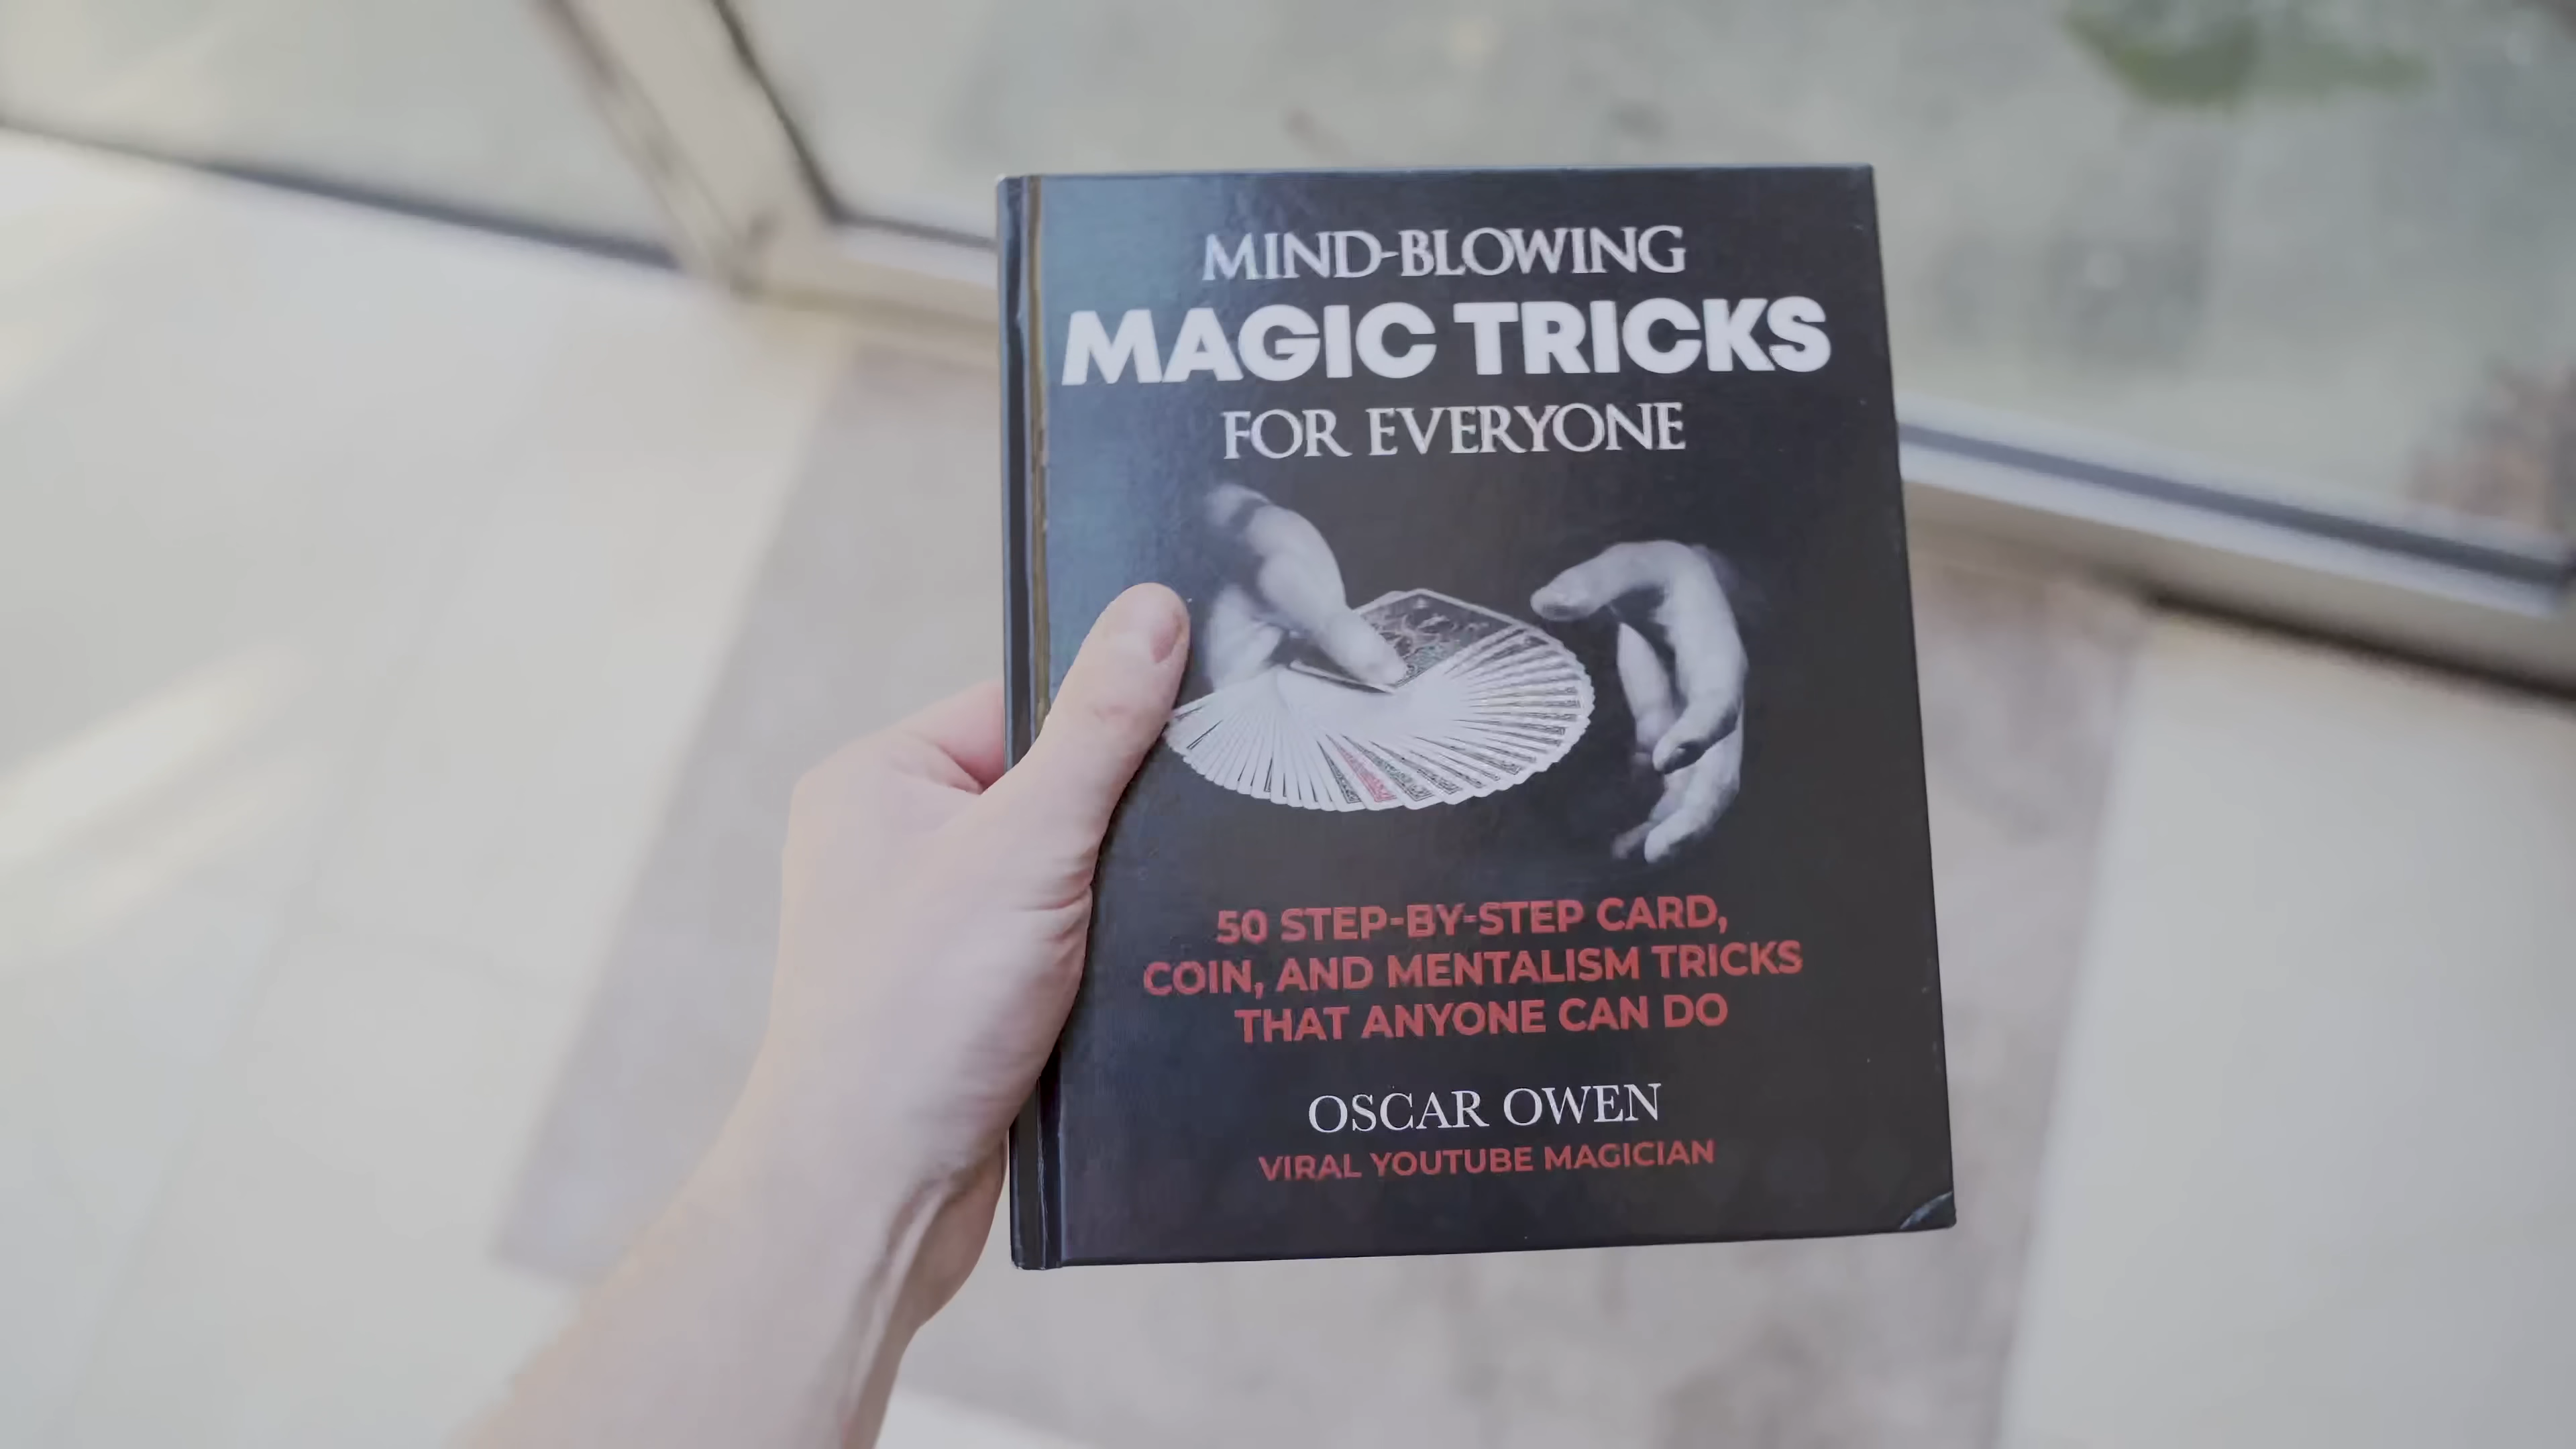 MIND-BLOWING
MAGIC TRICKS
FOR EVERYONE
50 STEP-BY-STEP CARD,
COIN, AND MENTALISM TRICKS
THAT ANYONE CAN DO
OSCAR OWEN
VIRAL YOUTUBE MAGICIAN